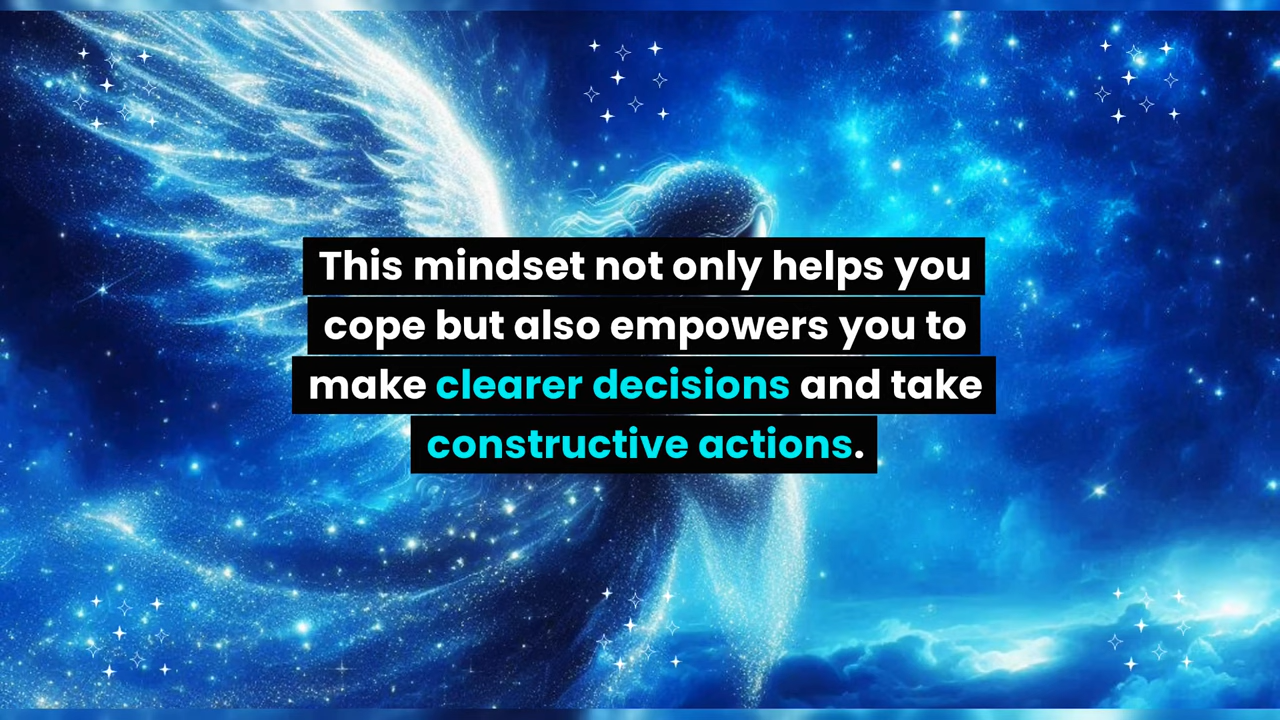 This mindset not only helps you
cope but also empowers you to
make clearer decisions and take
constructive actions.